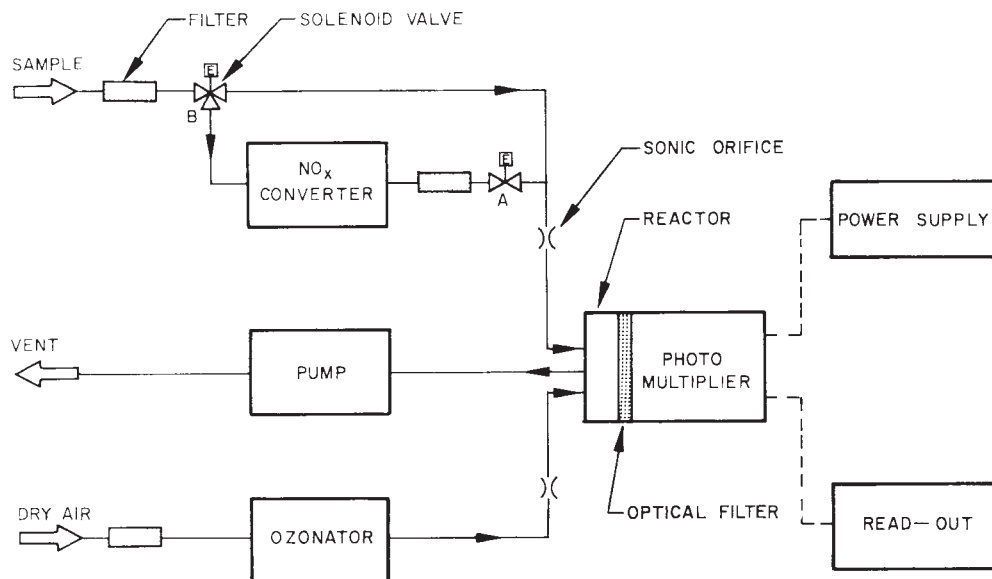 FILTER
SOLENOID VALVE
SAMPLE
E
B
NOx
CONVERTER
E
A
SONIC ORIFICE
REACTOR
POWER SUPPLY
VENT
PUMP
PHOTO
MULTIPLIER
DRY AIR
OZONATOR
OPTICAL FILTER
READ-OUT